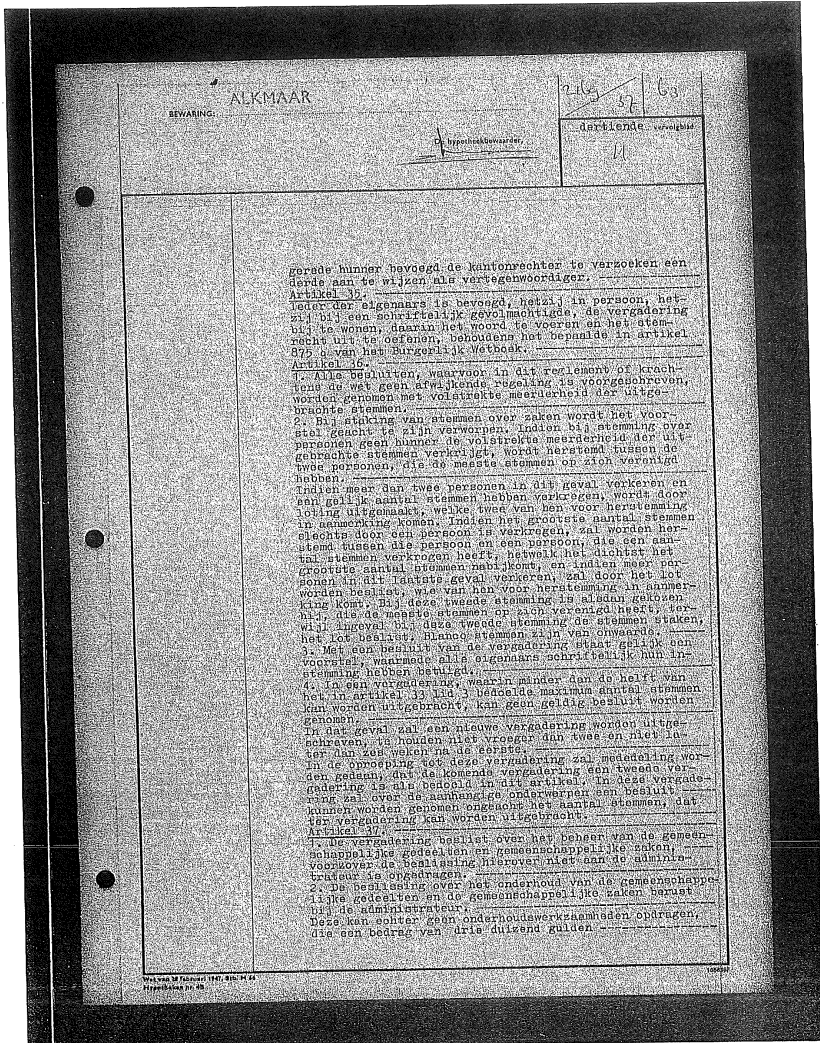 ALKMAAR
BEWARING:
De hypotheekbewaarder,
2169
57
63
dertiende vervolgblad
gerede hunner bevoegd de kantonrechter te verzoeken een
derde aan te wijzen als vertegenwoordiger.
Artikel 35.
Ieder der eigenaars is bevoegd, hetzij in persoon, het-
zij bij een schriftelijk gevolmachtigde, de vergadering
bij te wonen, daarin het woord te voeren en het stem-
recht uit te oefenen, behoudens het bepaalde in artikel
875 g van het Burgerlijk Wetboek.
Artikel 36.
1. Alle besluiten, waarvoor in dit reglement of krach-
tens de wet geen afwijkende regeling is voorgeschreven,
worden genomen met volstrekte meerderheid der uitge-
brachte stemmen.
2. Bij staking van stemmen over zaken wordt het voor-
stel geacht te zijn verworpen. Indien bij stemming over
personen geen hunner de volstrekte meerderheid der uit-
gebrachte stemmen verkrijgt, wordt herstemd tussen de
twee personen, die de meeste stemmen op zich verenigd
hebben.
Indien meer dan twee personen in dit geval verkeren en
een gelijk aantal stemmen hebben verkregen, wordt door
loting uitgemaakt, welke twee van hen voor herstemming
in aanmerking komen. Indien het grootste aantal stemmen
slechts door een persoon is verkregen, zal worden her-
stemd tussen die persoon en een persoon, die een aan-
tal stemmen verkregen heeft, hetwelk het dichtst het
grootste aantal stemmen nabijkomt, en indien meer per-
sonen in dit laatste geval verkeren, zal door het lot
worden beslist, wie van hen voor herstemming in aanmer-
king komt. Bij deze tweede stemming is alsdan gekozen
hij, die de meeste stemmen op zich verenigd heeft, ter-
wijl ingeval bij deze tweede stemming de stemmen staken,
het lot beslist. Blanco stemmen zijn van onwaarde.
3. Met een besluit van de vergadering staat gelijk een
voorstel, waarmede alle eigenaars schriftelijk hun in-
stemming hebben betuigd.
4. In een vergadering, waarin minder dan de helft van
het in artikel 33 lid 3 bedoelde maximum aantal stemmen
kan worden uitgebracht, kan geen geldig besluit worden
genomen.
In dat geval zal een nieuwe vergadering worden uitge-
schreven, te houden niet vroeger dan twee en niet la-
ter dan zes weken na de eerste.
In de oproeping tot deze vergadering zal mededeling wor-
den gedaan, dat de komende vergadering een tweede ver-
gadering is als bedoeld in dit artikel. In deze vergade-
ring zal over de aanhangige onderwerpen een besluit
kunnen worden genomen ongeacht het aantal stemmen, dat
ter vergadering kan worden uitgebracht.
Artikel 37.
1. De vergadering beslist over het beheer van de gemeen-
schappelijke gedeelten en gemeenschappelijke zaken,
voorzover de beslissing hierover niet aan de adminis-
trateur is opgedragen.
2. De beslissing over het onderhoud van de gemeenschappe-
lijke gedeelten en de gemeenschappelijke zaken berust
bij de administrateur.
Deze kan echter geen onderhoudswerkzaamheden opdragen,
die een bedrag van drie duizend gulden
Wet van 28 februari 1947, Stb. H 66
Hypotheken nr. 4B